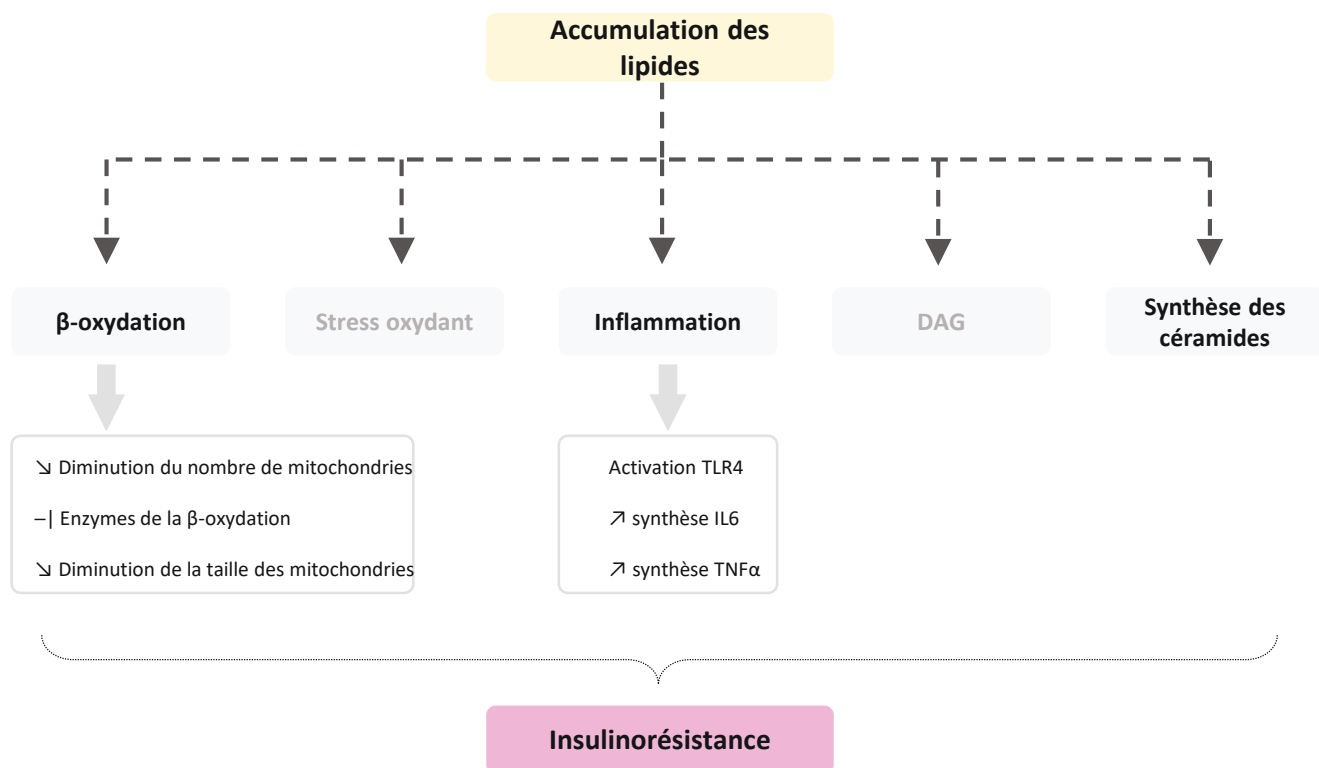 Accumulation des
lipides
β-oxydation
Stress oxydant
Inflammation
DAG
Synthèse des
céramides
↘ Diminution du nombre de mitochondries
–| Enzymes de la β-oxydation
↘ Diminution de la taille des mitochondries
Activation TLR4
↗ synthèse IL6
↗ synthèse TNFα
Insulinorésistance